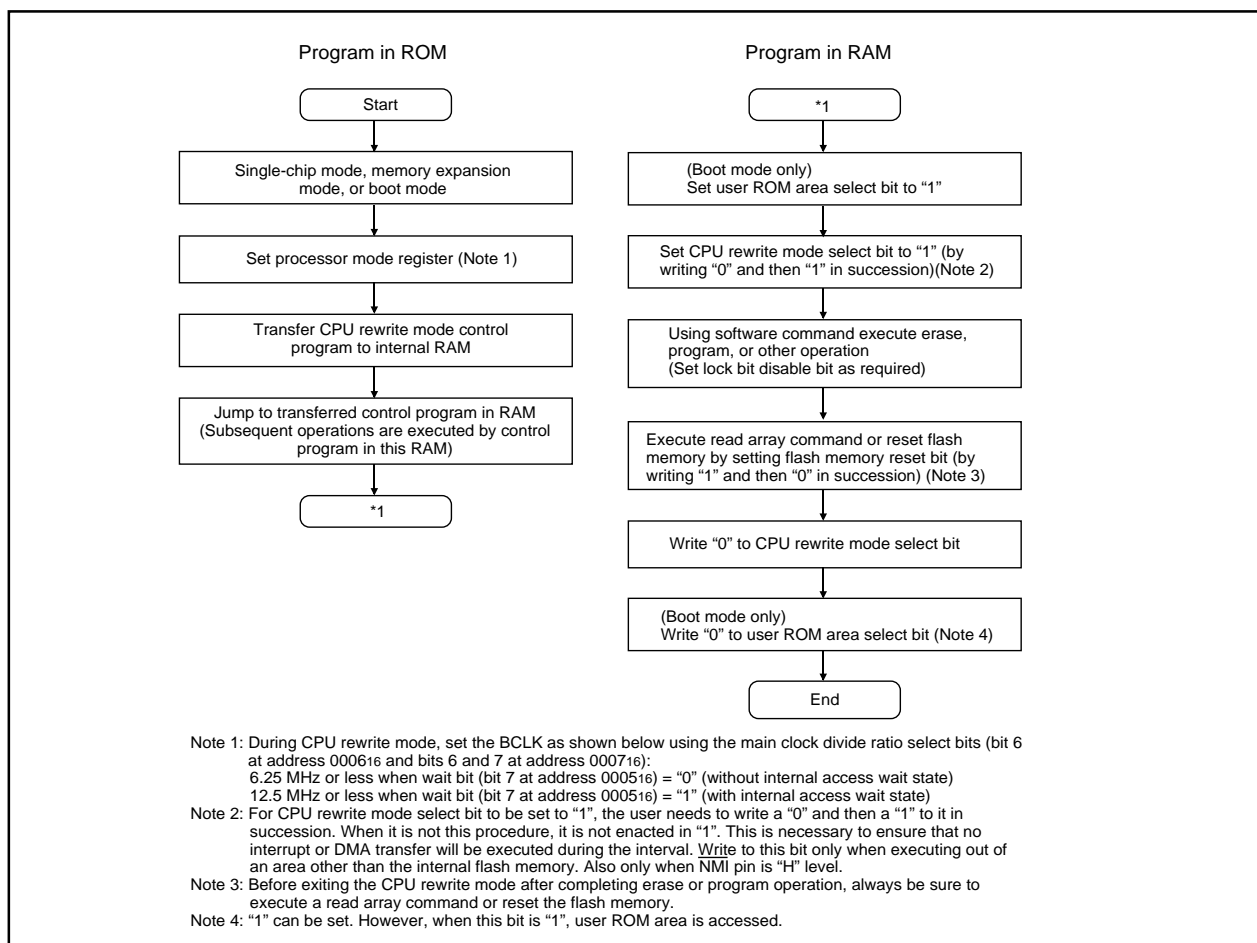 Program in ROM
Start
Single-chip mode, memory expansion
mode, or boot mode
Set processor mode register (Note 1)
Transfer CPU rewrite mode control
program to internal RAM
Jump to transferred control program in RAM
(Subsequent operations are executed by control
program in this RAM)
*1
Program in RAM
*1
(Boot mode only)
Set user ROM area select bit to “1”
Set CPU rewrite mode select bit to “1” (by
writing “0” and then “1” in succession)(Note 2)
Using software command execute erase,
program, or other operation
(Set lock bit disable bit as required)
Execute read array command or reset flash
memory by setting flash memory reset bit (by
writing “1” and then “0” in succession) (Note 3)
Write “0” to CPU rewrite mode select bit
(Boot mode only)
Write “0” to user ROM area select bit (Note 4)
End
Note 1: During CPU rewrite mode, set the BCLK as shown below using the main clock divide ratio select bits (bit 6
at address 000616 and bits 6 and 7 at address 000716):
6.25 MHz or less when wait bit (bit 7 at address 000516) = “0” (without internal access wait state)
12.5 MHz or less when wait bit (bit 7 at address 000516) = “1” (with internal access wait state)
Note 2: For CPU rewrite mode select bit to be set to “1”, the user needs to write a “0” and then a “1” to it in
succession. When it is not this procedure, it is not enacted in “1”. This is necessary to ensure that no
interrupt or DMA transfer will be executed during the interval. Write to this bit only when executing out of
an area other than the internal flash memory. Also only when NMI pin is “H” level.
Note 3: Before exiting the CPU rewrite mode after completing erase or program operation, always be sure to
execute a read array command or reset the flash memory.
Note 4: “1” can be set. However, when this bit is “1”, user ROM area is accessed.